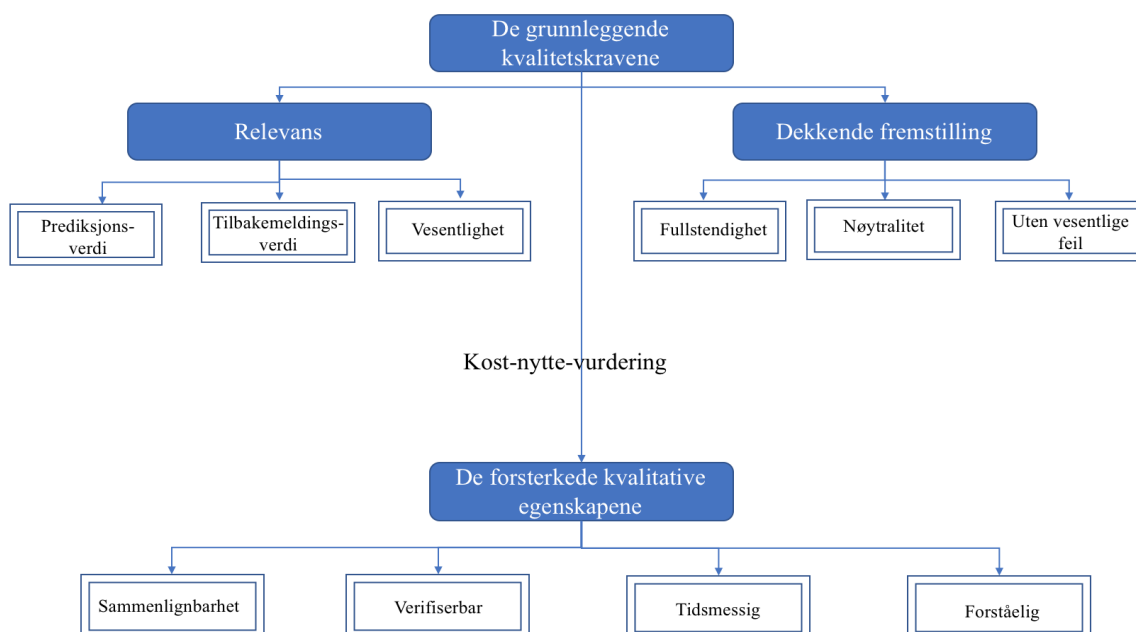 De grunnleggende
kvalitetskravene
Relevans
Dekkende fremstilling
Prediksjons-
verdi
Tilbakemeldings-
verdi
Vesentlighet
Fullstendighet
Nøytralitet
Uten vesentlige
feil
Kost-nytte-vurdering
De forsterkede kvalitative
egenskapene
Sammenlignbarhet
Verifiserbar
Tidsmessig
Forståelig